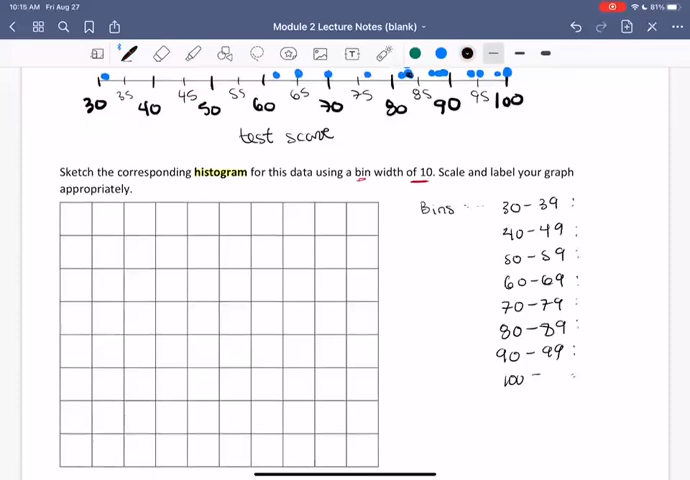 10:15 AM Fri Aug 27
81%
Module 2 Lecture Notes (blank)
T
30 35 40 45 50 55 60 65 70 75 80 85 90 95 100
test score
Sketch the corresponding histogram for this data using a bin width of 10. Scale and label your graph
appropriately.
Bins: 30-39 :
40-49 :
50-59 :
60-69 :
70-79 :
80-89 :
90-99 :
100- :